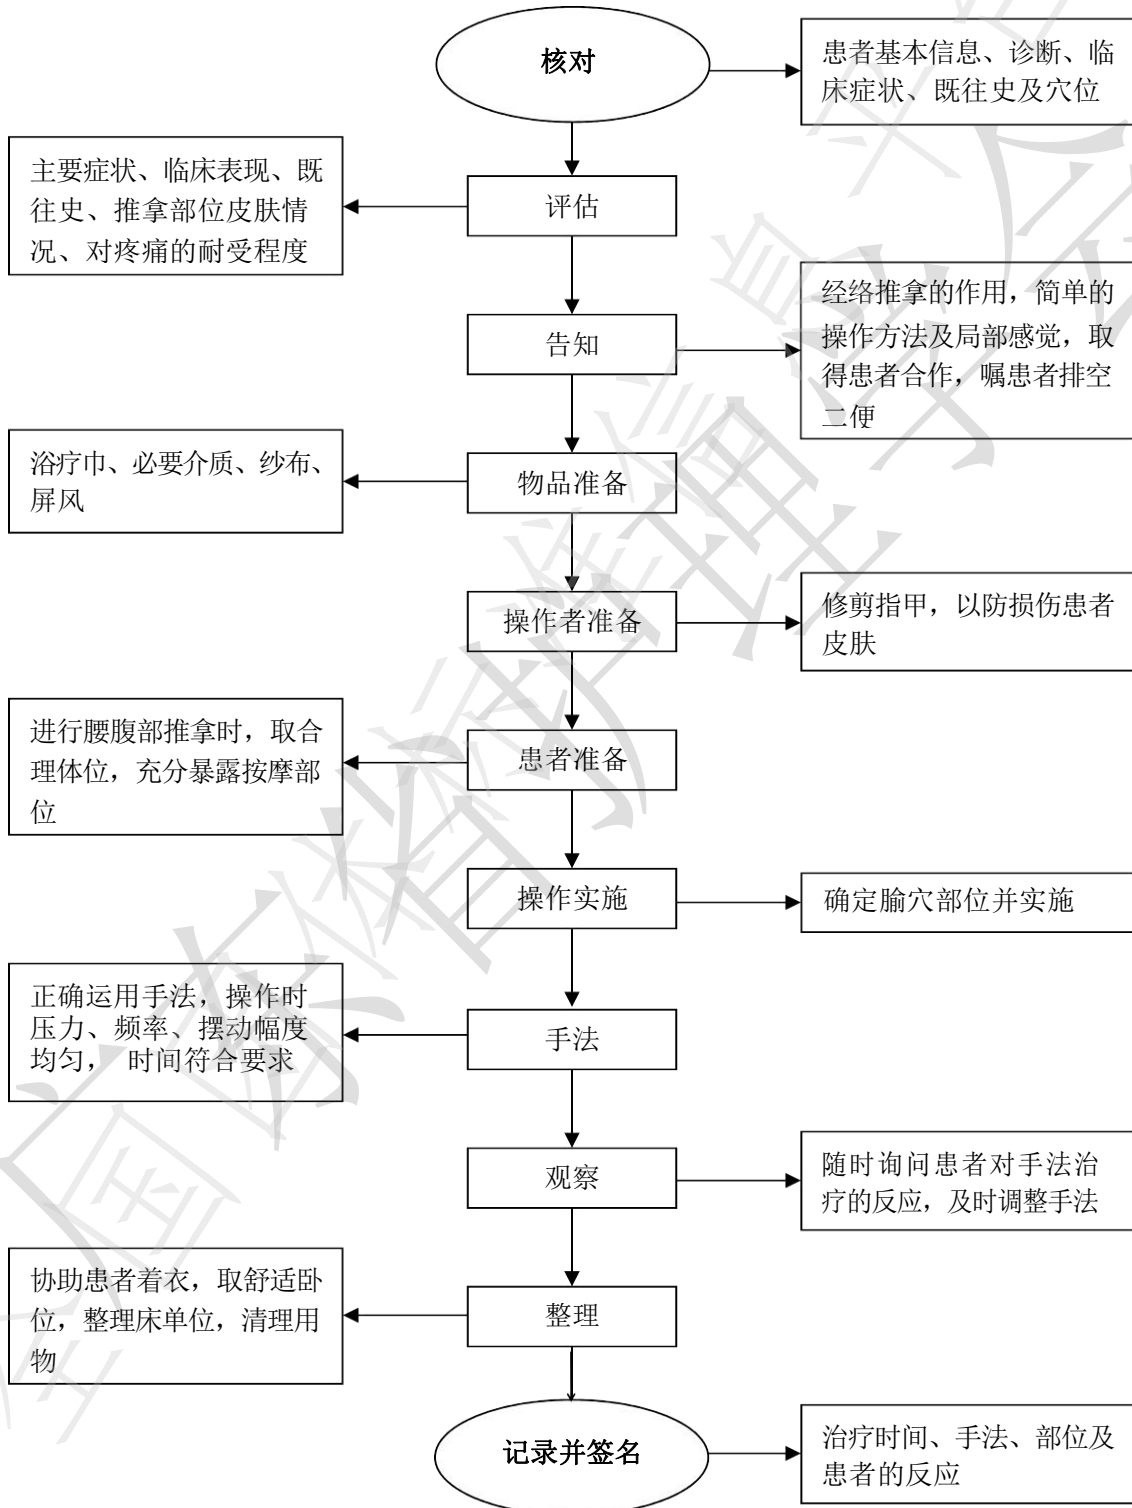 核对
患者基本信息、诊断、临
床症状、既往史及穴位
主要症状、临床表现、既
往史、推拿部位皮肤情
况、对疼痛的耐受程度
评估
告知
经络推拿的作用，简单的
操作方法及局部感觉，取
得患者合作，嘱患者排空
二便
浴疗巾、必要介质、纱布、
屏风
物品准备
操作者准备
修剪指甲，以防损伤患者
皮肤
进行腰腹部推拿时，取合
理体位，充分暴露按摩部
位
患者准备
操作实施
确定腧穴部位并实施
正确运用手法，操作时
压力、频率、摆动幅度
均匀， 时间符合要求
手法
观察
随时询问患者对手法治
疗的反应，及时调整手法
协助患者着衣，取舒适卧
位，整理床单位，清理用
物
整理
记录并签名
治疗时间、手法、部位及
患者的反应
广东省护理学会